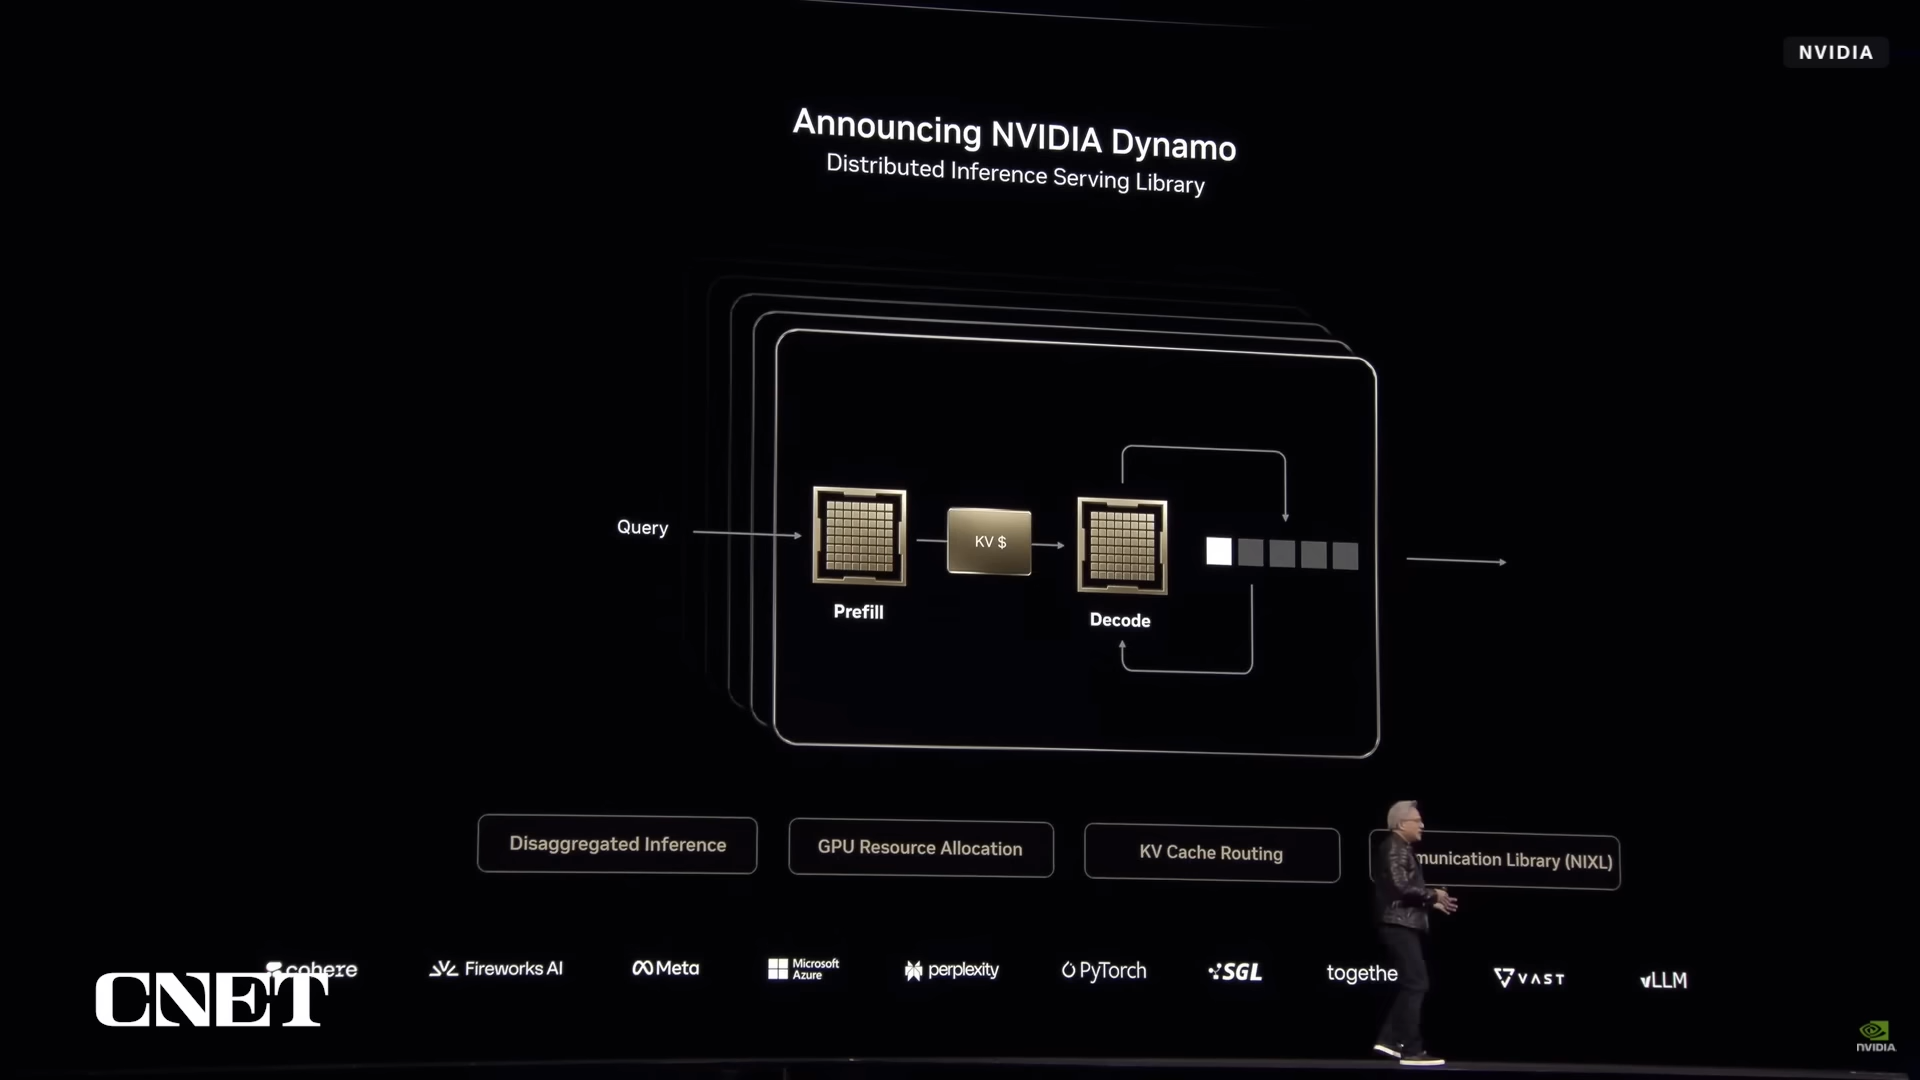 NVIDIA
Announcing NVIDIA Dynamo
Distributed Inference Serving Library
Query
KV $
Prefill
Decode
Disaggregated Inference
GPU Resource Allocation
KV Cache Routing
munication Library (NIXL)
cohere
Fireworks AI
Meta
Microsoft
Azure
perplexity
PyTorch
SGL
togethe
VAST
vLLM
CNET
NVIDIA